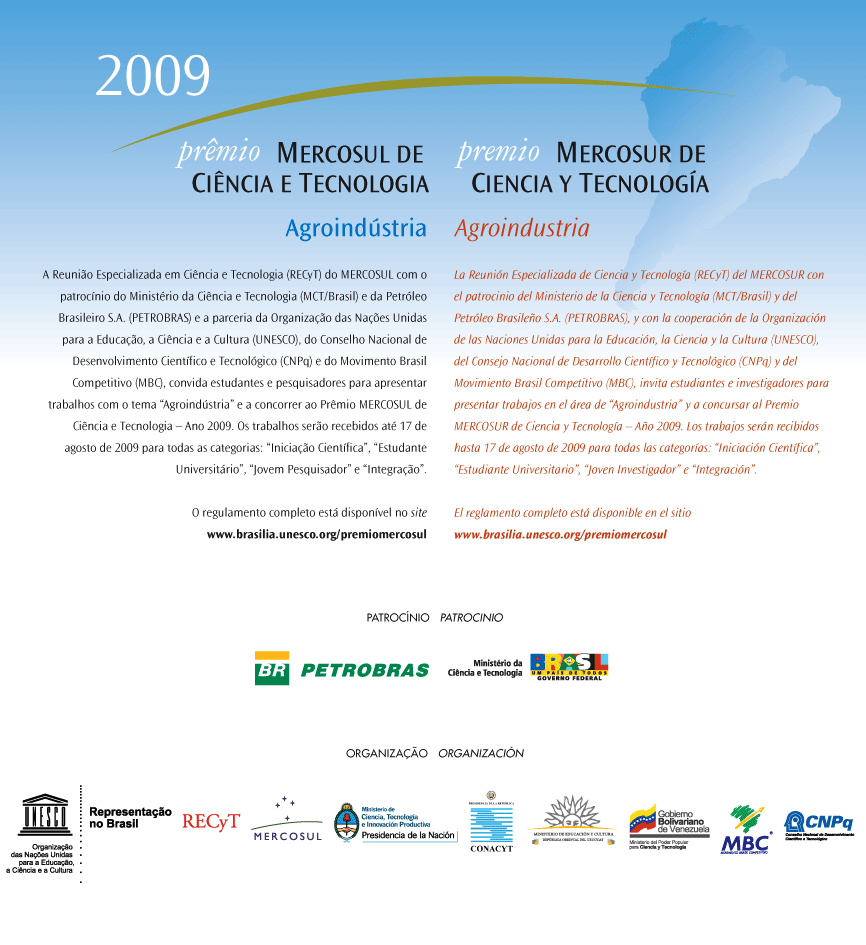 2009
prêmio MERCOSUL DE
CIÊNCIA E TECNOLOGIA
Agroindústria
A Reunião Especializada em Ciência e Tecnologia (RECyT) do MERCOSUL com o
patrocínio do Ministério da Ciência e Tecnologia (MCT/Brasil) e da Petróleo
Brasileiro S.A. (PETROBRAS) e a parceria da Organização das Nações Unidas
para a Educação, a Ciência e a Cultura (UNESCO), do Conselho Nacional de
Desenvolvimento Científico e Tecnológico (CNPq) e do Movimento Brasil
Competitivo (MBC), convida estudantes e pesquisadores para apresentar
trabalhos com o tema “Agroindústria” e a concorrer ao Prêmio MERCOSUL de
Ciência e Tecnologia – Ano 2009. Os trabalhos serão recebidos até 17 de
agosto de 2009 para todas as categorias: “Iniciação Científica”, “Estudante
Universitário”, “Jovem Pesquisador” e “Integração”.
O regulamento completo está disponível no site
www.brasilia.unesco.org/premiomercosul
premio MERCOSUR DE
CIENCIA Y TECNOLOGÍA
Agroindustria
La Reunión Especializada de Ciencia y Tecnología (RECyT) del MERCOSUR con
el patrocinio del Ministerio de la Ciencia y Tecnología (MCT/Brasil) y del
Petróleo Brasileño S.A. (PETROBRAS), y con la cooperación de la Organización
de las Naciones Unidas para la Educación, la Ciencia y la Cultura (UNESCO),
del Consejo Nacional de Desarrollo Científico y Tecnológico (CNPq) y del
Movimiento Brasil Competitivo (MBC), invita estudiantes e investigadores para
presentar trabajos en el área de “Agroindustria” y a concursar al Premio
MERCOSUR de Ciencia y Tecnología – Año 2009. Los trabajos serán recibidos
hasta 17 de agosto de 2009 para todas las categorías: “Iniciación Científica”,
“Estudiante Universitario”, “Joven Investigador” e “Integración”.
El reglamento completo está disponible en el sitio
www.brasilia.unesco.org/premiomercosul
PATROCÍNIO PATROCINIO
BR PETROBRAS
Ministério da
Ciência e Tecnologia
BRASIL
UM PAÍS DE TODOS
GOVERNO FEDERAL
ORGANIZAÇÃO ORGANIZACIÓN
UNESCO
Organização
das Nações Unidas
para a Educação,
a Ciência e a Cultura
Representação
no Brasil
RECyT
MERCOSUL
Ministerio de
Ciencia, Tecnología
e Innovación Productiva
Presidencia de la Nación
PRESIDENCIA DE LA REPÚBLICA
CONACYT
MINISTERIO DE EDUCACIÓN Y CULTURA
REPÚBLICA ORIENTAL DEL URUGUAY
Gobierno
Bolivariano
de Venezuela
Ministerio del Poder Popular
para Ciencia y Tecnología
MBC
MOVIMENTO BRASIL COMPETITIVO
CNPq
Conselho Nacional de Desenvolvimento
Científico e Tecnológico